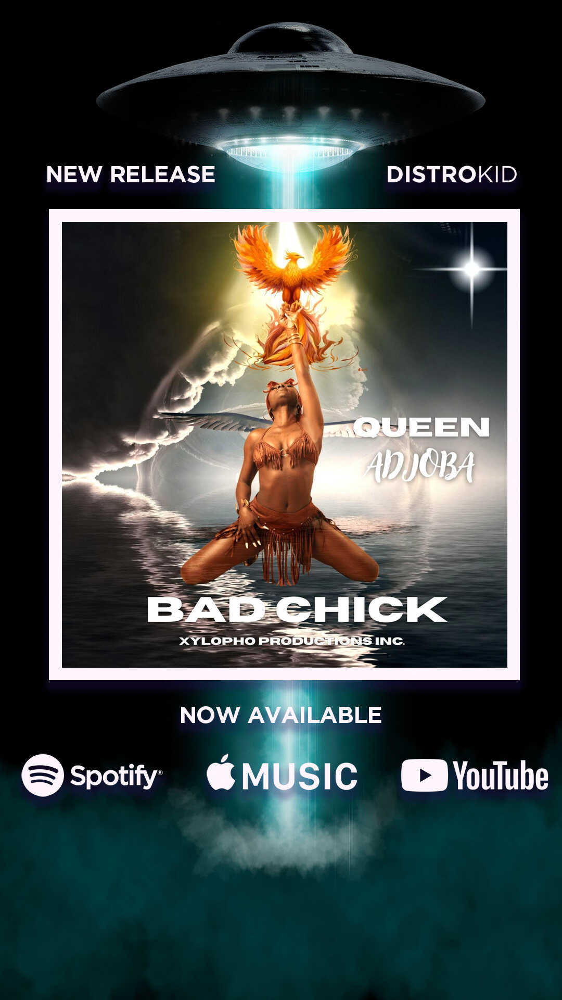 NEW RELEASE
DISTROKID
QUEEN
ADJOBA
BAD CHICK
XYLOPHO PRODUCTIONS INC.
NOW AVAILABLE
Spotify®
MUSIC
YouTube